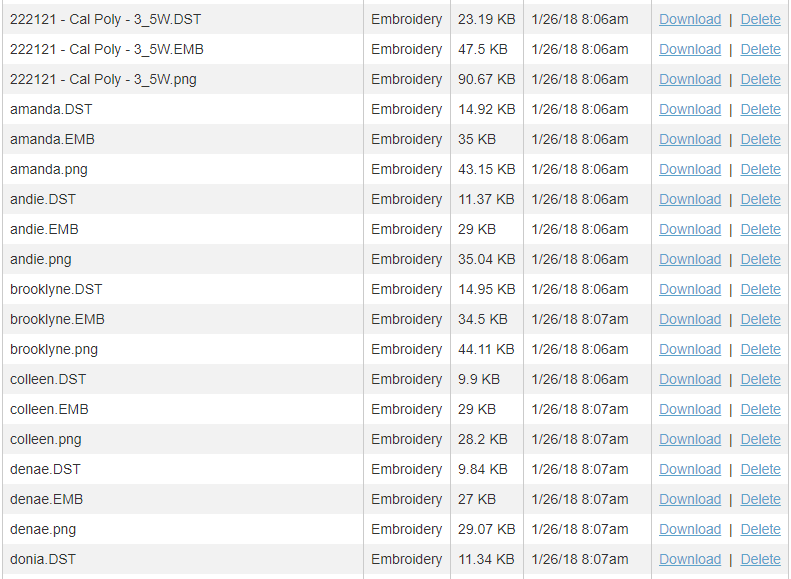 222121 - Cal Poly - 3_5W.DST Embroidery 23.19 KB 1/26/18 8:06am Download | Delete
222121 - Cal Poly - 3_5W.EMB Embroidery 47.5 KB 1/26/18 8:06am Download | Delete
222121 - Cal Poly - 3_5W.png Embroidery 90.67 KB 1/26/18 8:06am Download | Delete
amanda.DST Embroidery 14.92 KB 1/26/18 8:06am Download | Delete
amanda.EMB Embroidery 35 KB 1/26/18 8:06am Download | Delete
amanda.png Embroidery 43.15 KB 1/26/18 8:06am Download | Delete
andie.DST Embroidery 11.37 KB 1/26/18 8:06am Download | Delete
andie.EMB Embroidery 29 KB 1/26/18 8:06am Download | Delete
andie.png Embroidery 35.04 KB 1/26/18 8:06am Download | Delete
brooklyne.DST Embroidery 14.95 KB 1/26/18 8:06am Download | Delete
brooklyne.EMB Embroidery 34.5 KB 1/26/18 8:07am Download | Delete
brooklyne.png Embroidery 44.11 KB 1/26/18 8:06am Download | Delete
colleen.DST Embroidery 9.9 KB 1/26/18 8:06am Download | Delete
colleen.EMB Embroidery 29 KB 1/26/18 8:07am Download | Delete
colleen.png Embroidery 28.2 KB 1/26/18 8:07am Download | Delete
denae.DST Embroidery 9.84 KB 1/26/18 8:07am Download | Delete
denae.EMB Embroidery 27 KB 1/26/18 8:07am Download | Delete
denae.png Embroidery 29.07 KB 1/26/18 8:07am Download | Delete
donia.DST Embroidery 11.34 KB 1/26/18 8:07am Download | Delete